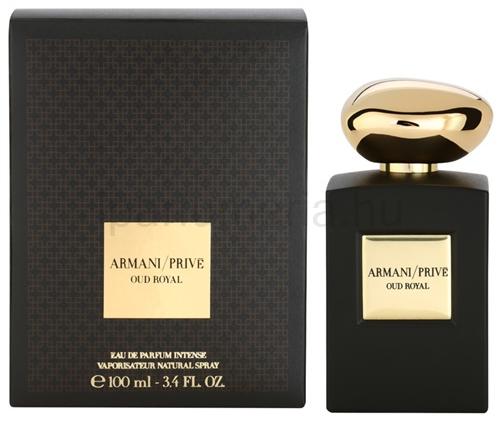 ARMANI/PRIVE
OUD ROYAL
EAU DE PARFUM INTENSE
VAPORISATEUR NATURAL SPRAY
℮ 100 ml - 3.4 FL. OZ.
ARMANI/PRIVE
OUD ROYAL